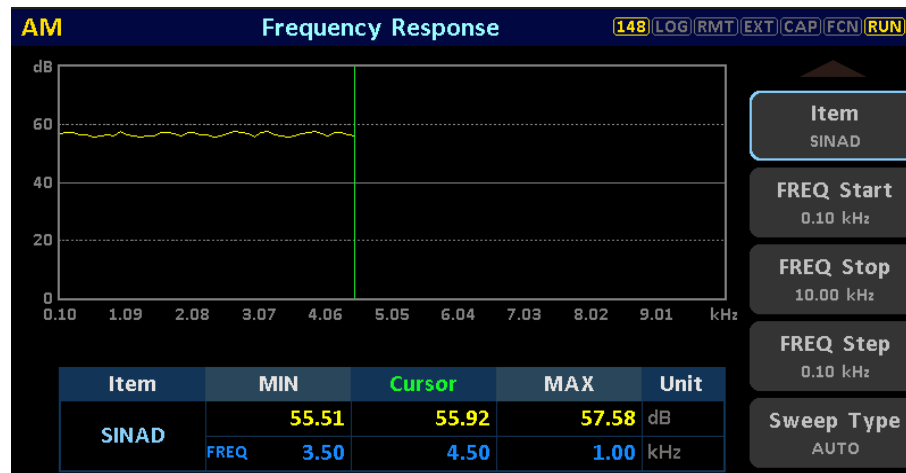 AM Frequency Response 148 LOG RMT EXT CAP FCN RUN
dB
60
40
20
0
0.10 1.09 2.08 3.07 4.06 5.05 6.04 7.03 8.02 9.01 kHz
Item
SINAD
FREQ Start
0.10 kHz
FREQ Stop
10.00 kHz
FREQ Step
0.10 kHz
Sweep Type
AUTO
Item MIN Cursor MAX Unit
SINAD 55.51 55.92 57.58 dB
FREQ 3.50 4.50 1.00 kHz